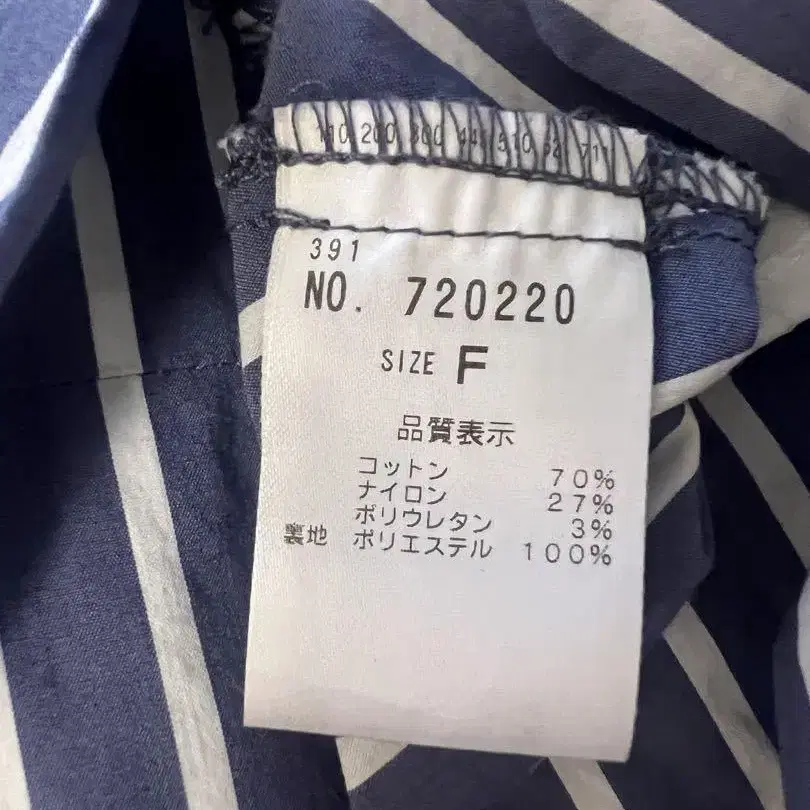 391
NO. 720220
SIZE F
品質表示
コットン 70%
ナイロン 27%
ポリウレタン 3%
裏地 ポリエステル 100%